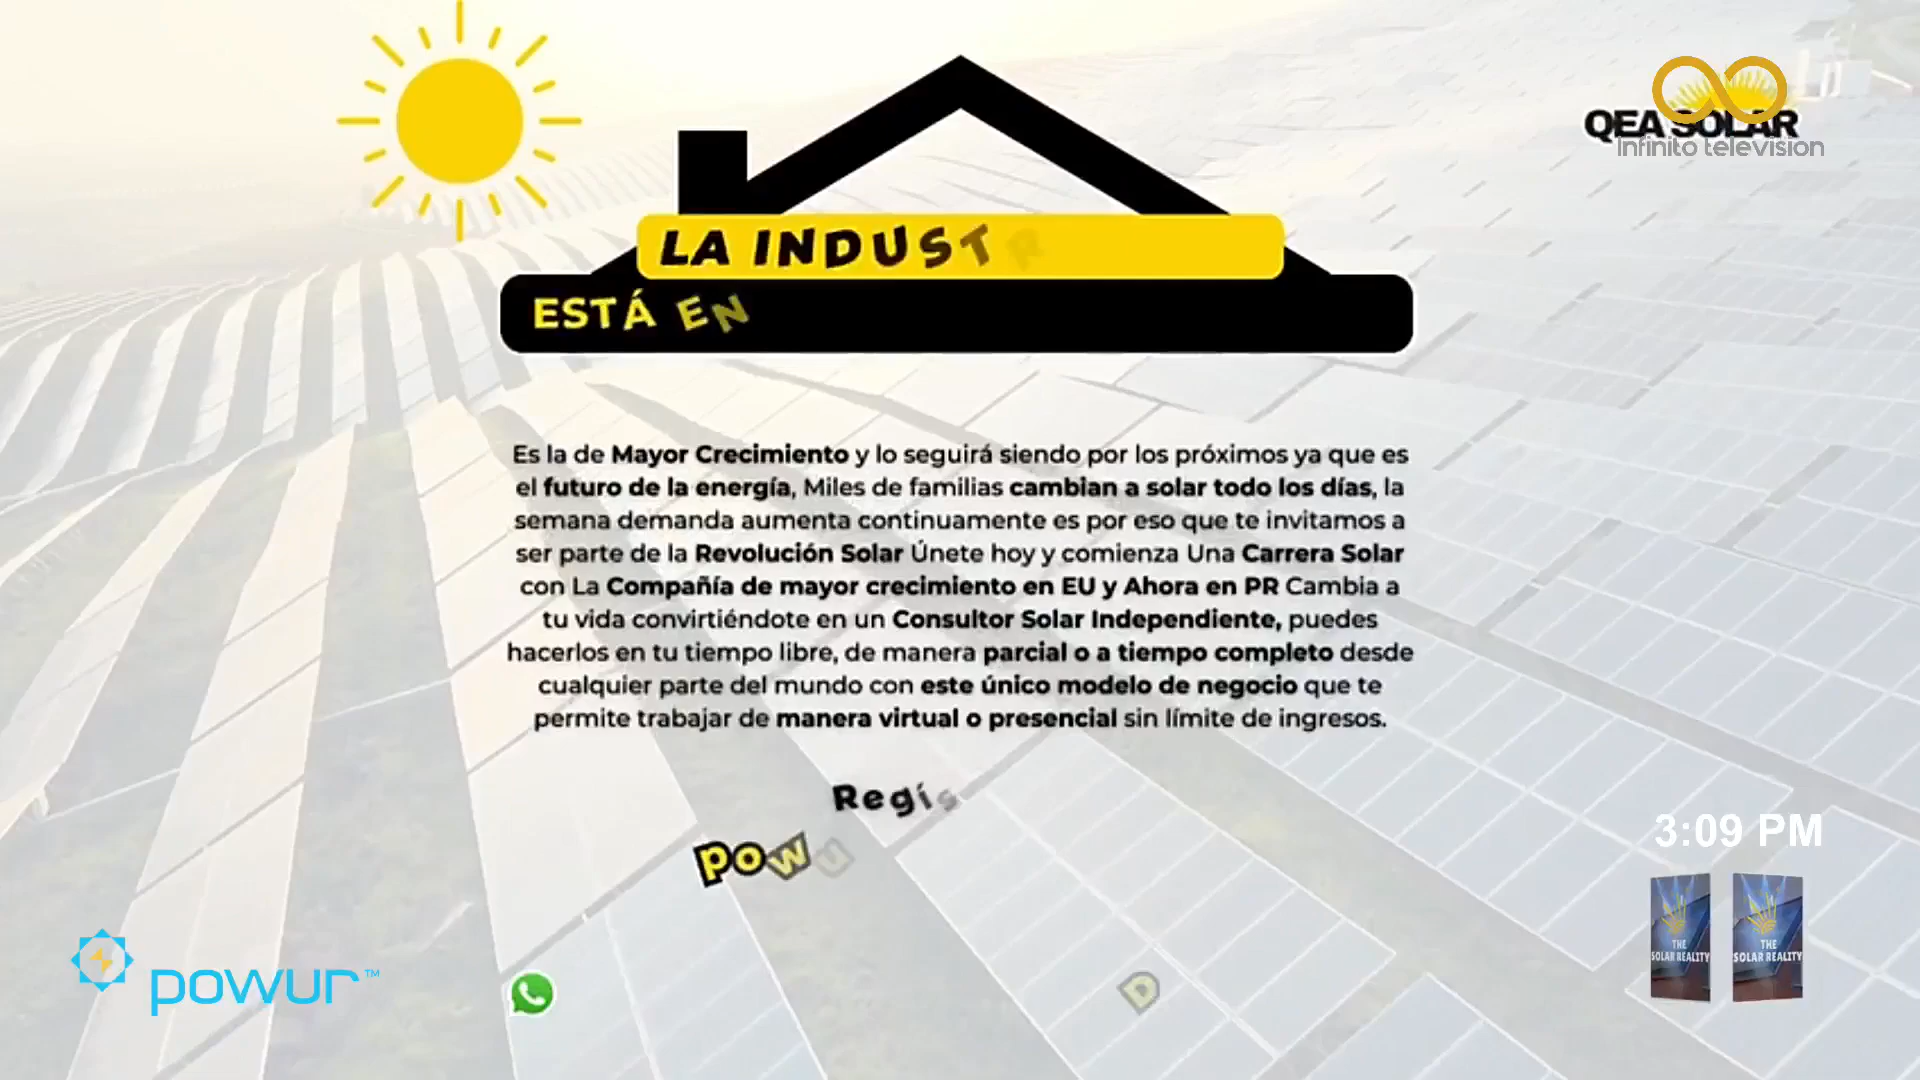 QEA SOLAR
Infinito television
LA INDUSTR
ESTÁ EN
Es la de Mayor Crecimiento y lo seguirá siendo por los próximos ya que es
el futuro de la energía, Miles de familias cambian a solar todo los días, la
semana demanda aumenta continuamente es por eso que te invitamos a
ser parte de la Revolución Solar Únete hoy y comienza Una Carrera Solar
con La Compañía de mayor crecimiento en EU y Ahora en PR Cambia a
tu vida convirtiéndote en un Consultor Solar Independiente, puedes
hacerlos en tu tiempo libre, de manera parcial o a tiempo completo desde
cualquier parte del mundo con este único modelo de negocio que te
permite trabajar de manera virtual o presencial sin límite de ingresos.
Regís
powu
3:09 PM
THE
SOLAR REALITY
THE
SOLAR REALITY
powur™
D